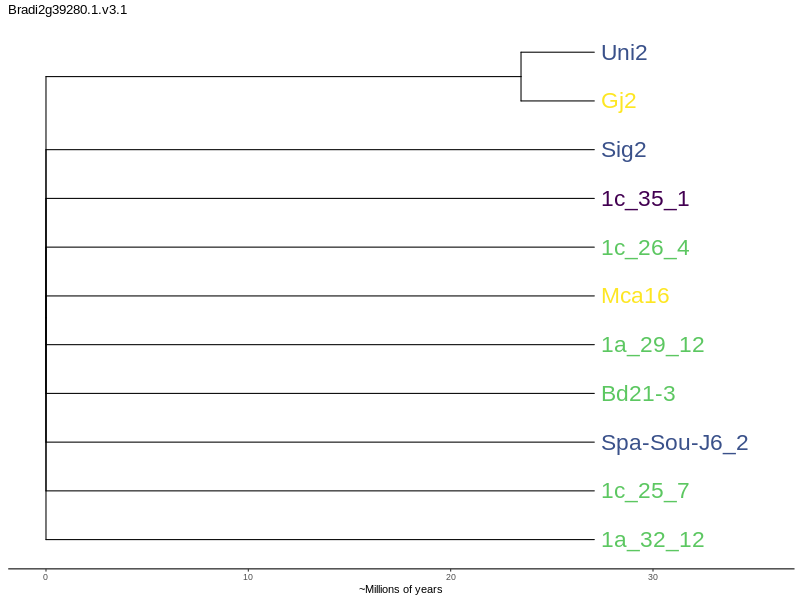 Bradi2g39280.1.v3.1
Uni2
Gj2
Sig2
1c_35_1
1c_26_4
Mca16
1a_29_12
Bd21-3
Spa-Sou-J6_2
1c_25_7
1a_32_12
0 10 20 30
~Millions of years